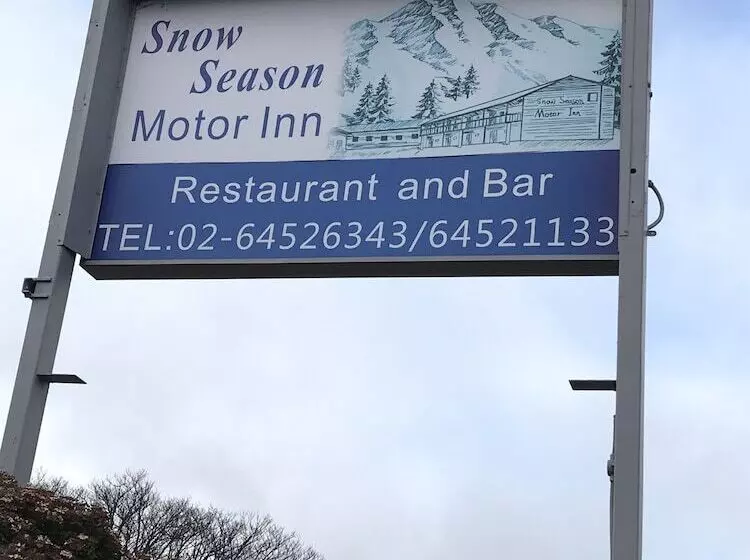 Snow
Season
Motor Inn
Snow Season
Motor Inn
Restaurant and Bar
TEL:02-64526343/64521133